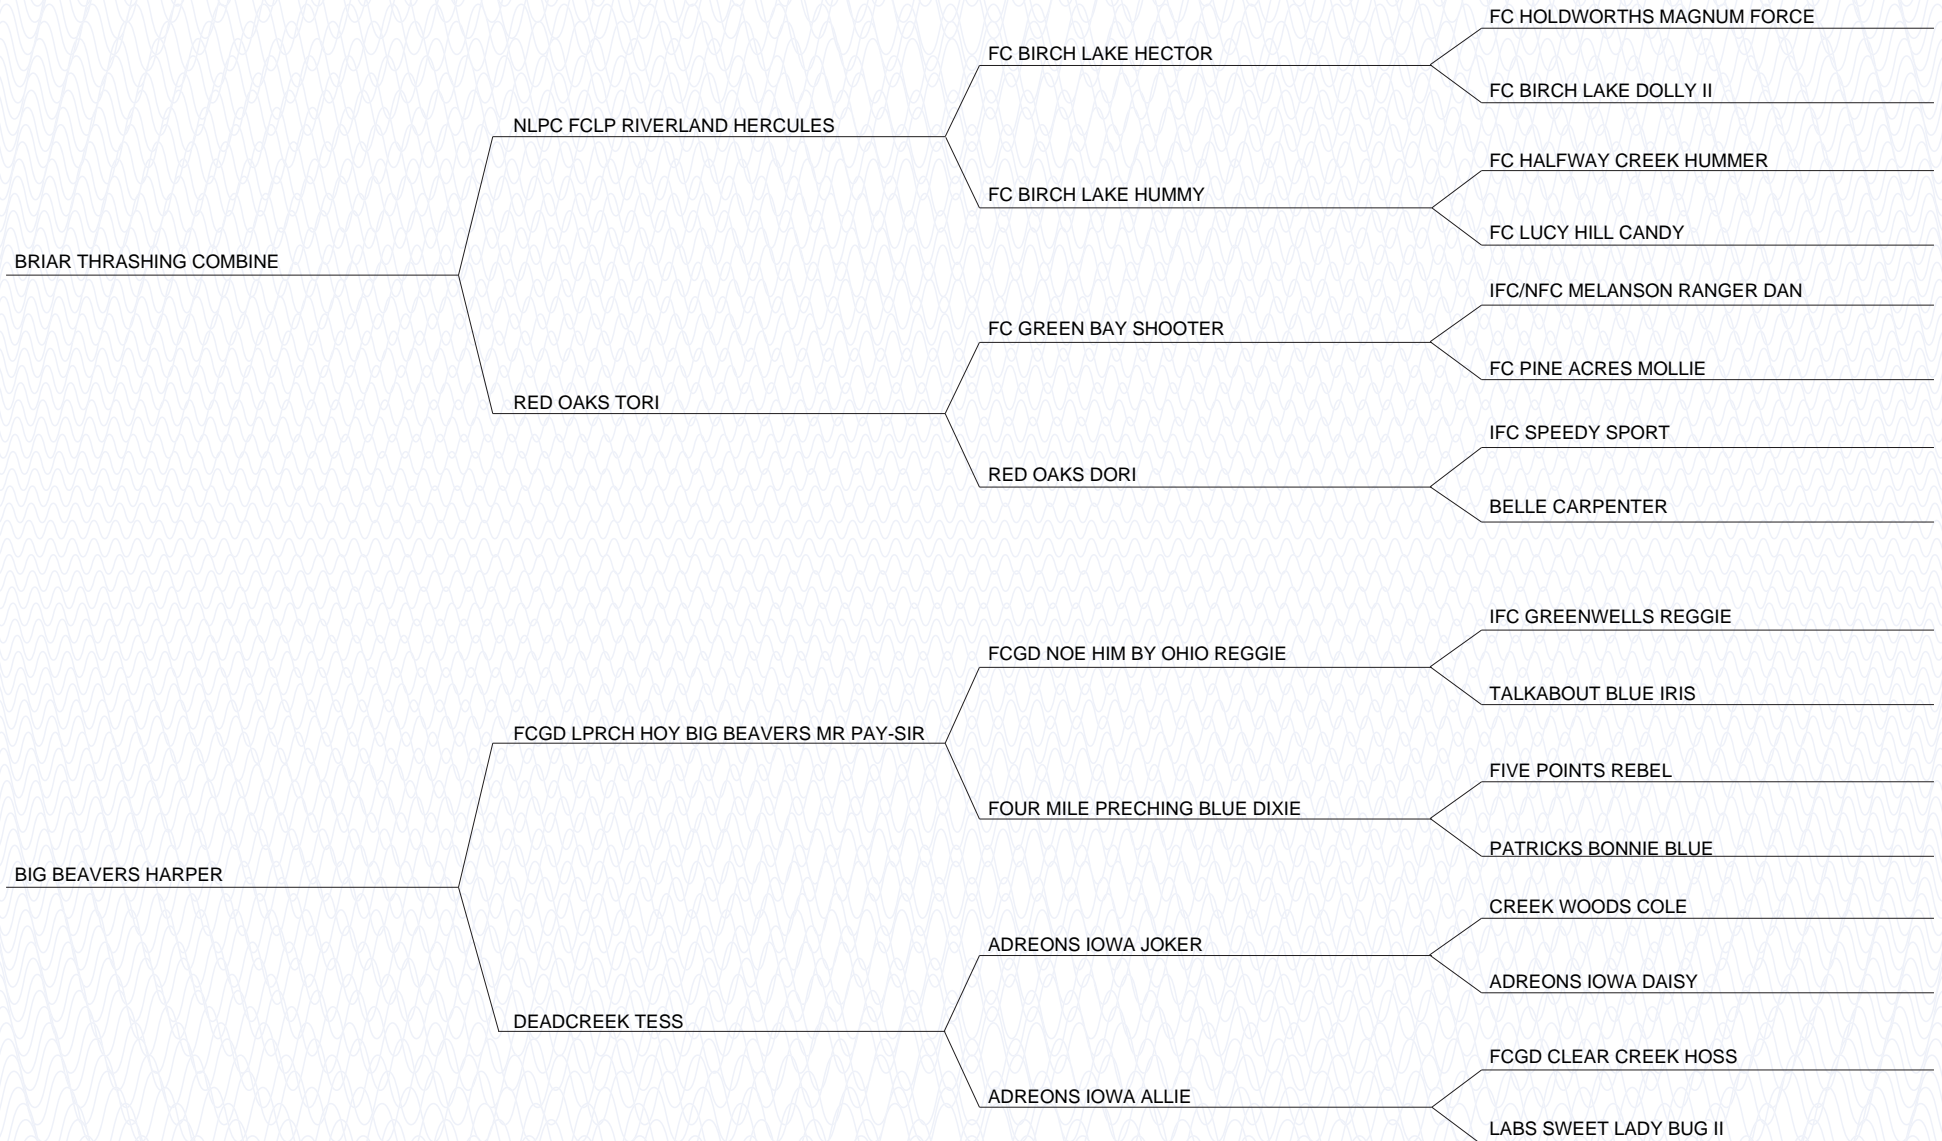 FC HOLDWORTHS MAGNUM FORCE
FC BIRCH LAKE HECTOR
FC BIRCH LAKE DOLLY II
NLPC FCLP RIVERLAND HERCULES
FC HALFWAY CREEK HUMMER
FC BIRCH LAKE HUMMY
FC LUCY HILL CANDY
BRIAR THRASHING COMBINE
IFC/NFC MELANSON RANGER DAN
FC GREEN BAY SHOOTER
FC PINE ACRES MOLLIE
RED OAKS TORI
IFC SPEEDY SPORT
RED OAKS DORI
BELLE CARPENTER
IFC GREENWELLS REGGIE
FCGD NOE HIM BY OHIO REGGIE
TALKABOUT BLUE IRIS
FCGD LPRCH HOY BIG BEAVERS MR PAY-SIR
FIVE POINTS REBEL
FOUR MILE PRECHING BLUE DIXIE
PATRICKS BONNIE BLUE
BIG BEAVERS HARPER
CREEK WOODS COLE
ADREONS IOWA JOKER
ADREONS IOWA DAISY
DEADCREEK TESS
FCGD CLEAR CREEK HOSS
ADREONS IOWA ALLIE
LABS SWEET LADY BUG II